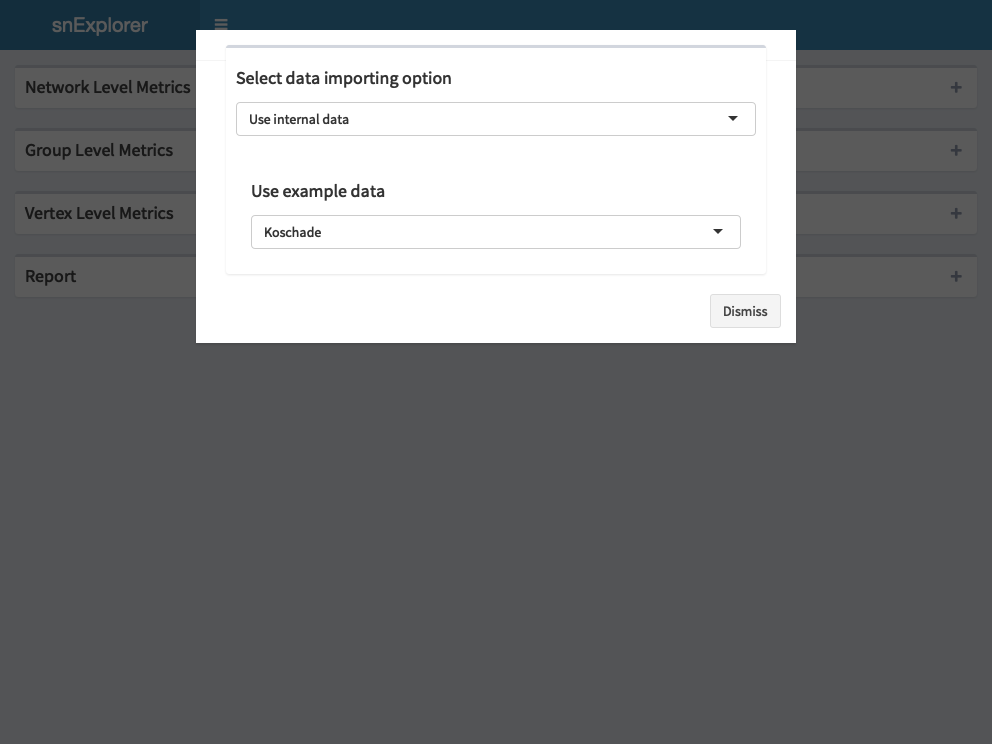 snExplorer
Select data importing option
Use internal data
Use example data
Koschade
Dismiss
Network Level Metrics
Group Level Metrics
Vertex Level Metrics
Report